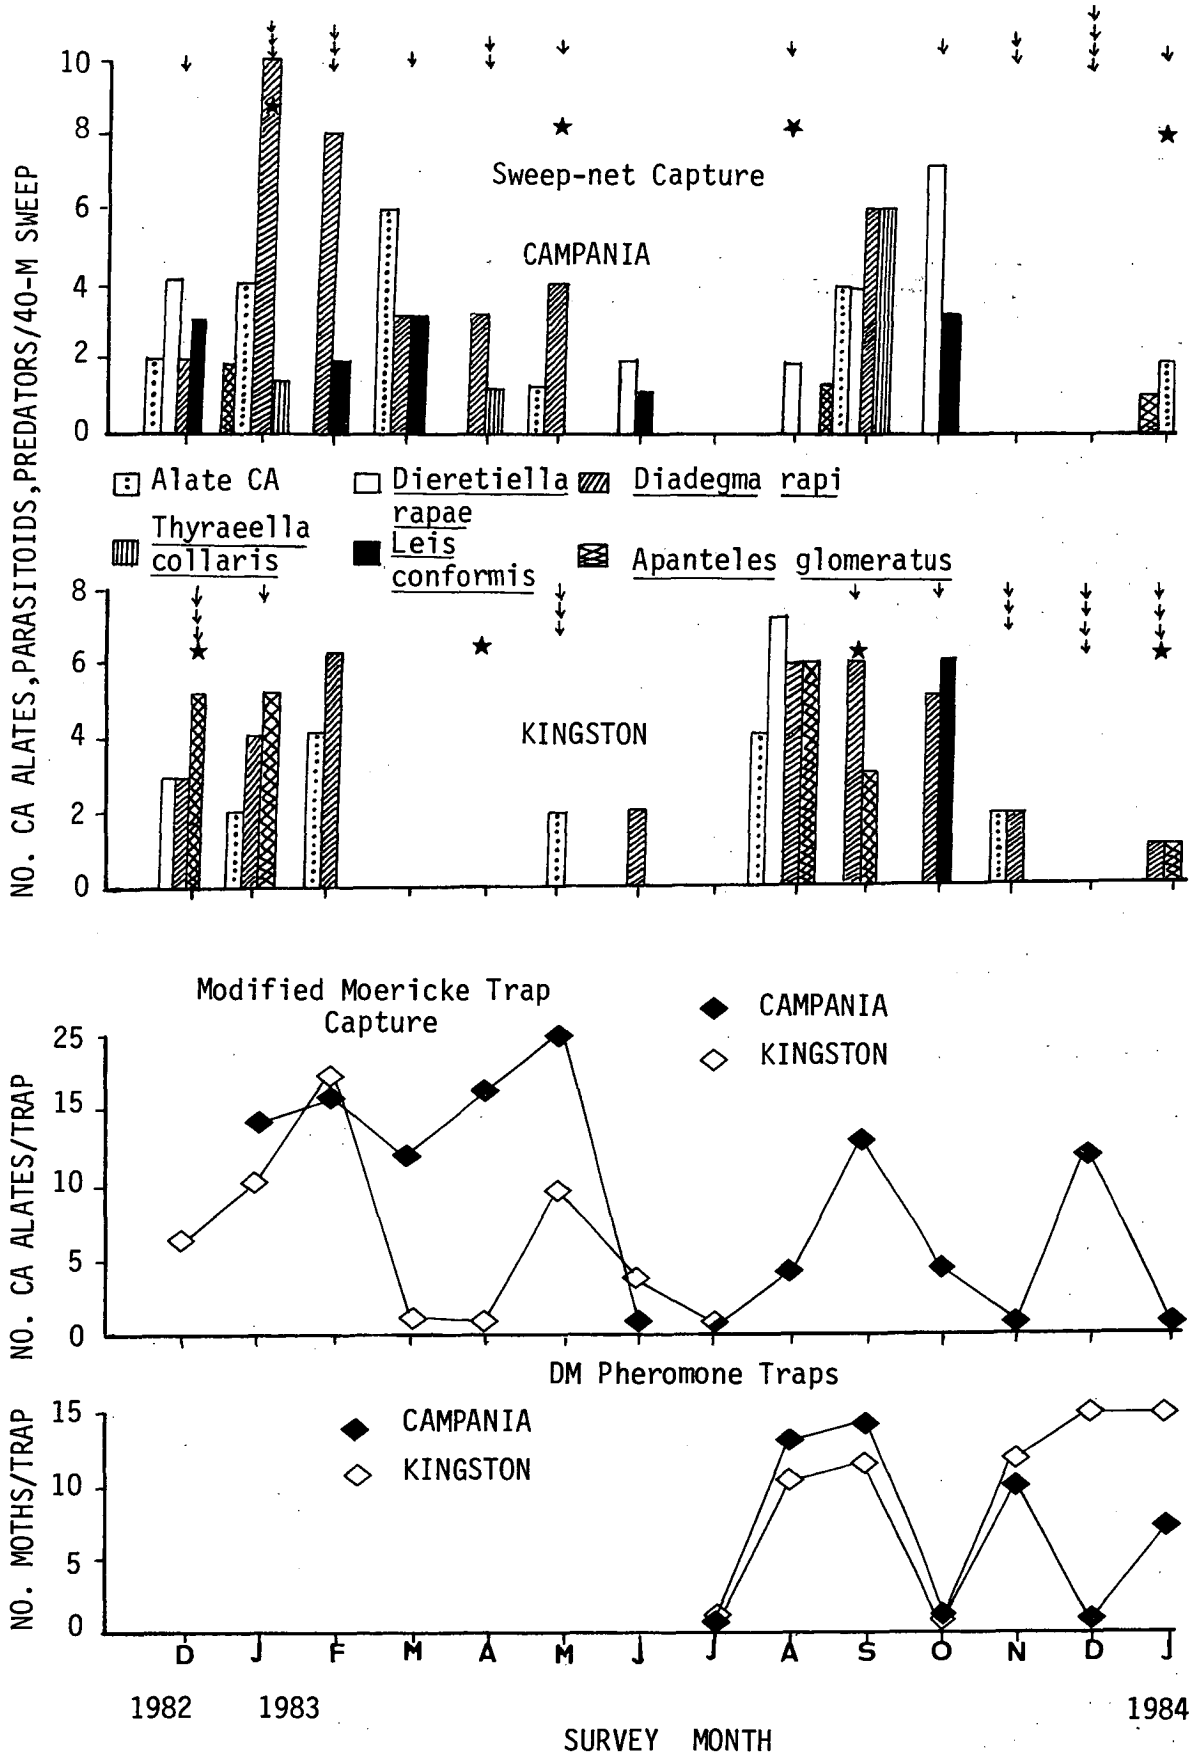 NO. CA ALATES,PARASITOIDS,PREDATORS/40-M SWEEP
10
8
6
4
2
0
Sweep-net Capture
CAMPANIA
Alate CA
Dieretiella
rapae
Diadegma rapi
Thyraeella
collaris
Leis
conformis
Apanteles glomeratus
8
6
4
2
0
KINGSTON
Modified Moericke Trap
Capture
CAMPANIA
KINGSTON
NO. CA ALATES/TRAP
25
15
10
5
0
DM Pheromone Traps
CAMPANIA
KINGSTON
NO. MOTHS/TRAP
15
10
5
0
D J F M A M J J A S O N D J
1982 1983 1984
SURVEY MONTH